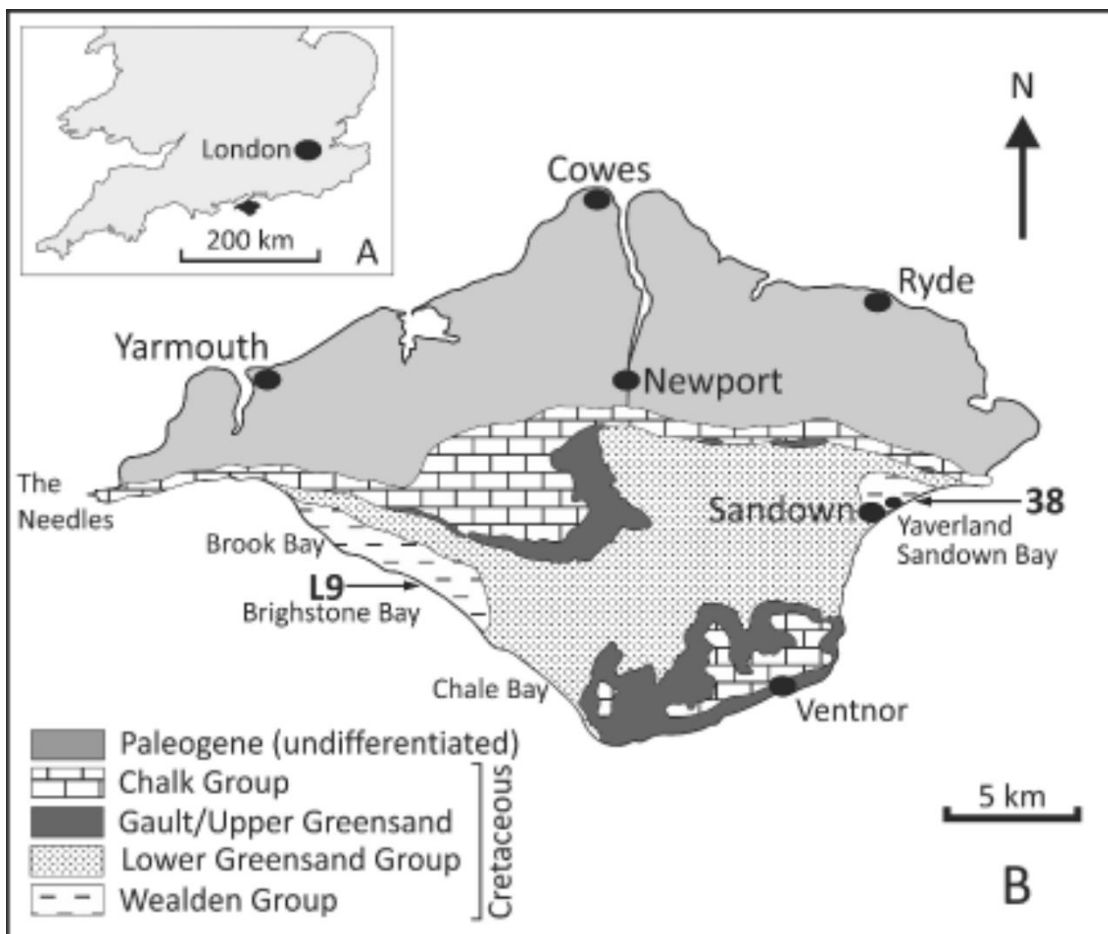 London
200 km
A
N
Cowes
Ryde
Yarmouth
Newport
The
Needles
Sandown
38
Yaverland
Sandown Bay
Brook Bay
L9
Brighstone Bay
Chale Bay
Ventnor
Paleogene (undifferentiated)
Chalk Group
Gault/Upper Greensand
Lower Greensand Group
Wealden Group
Cretaceous
5 km
B